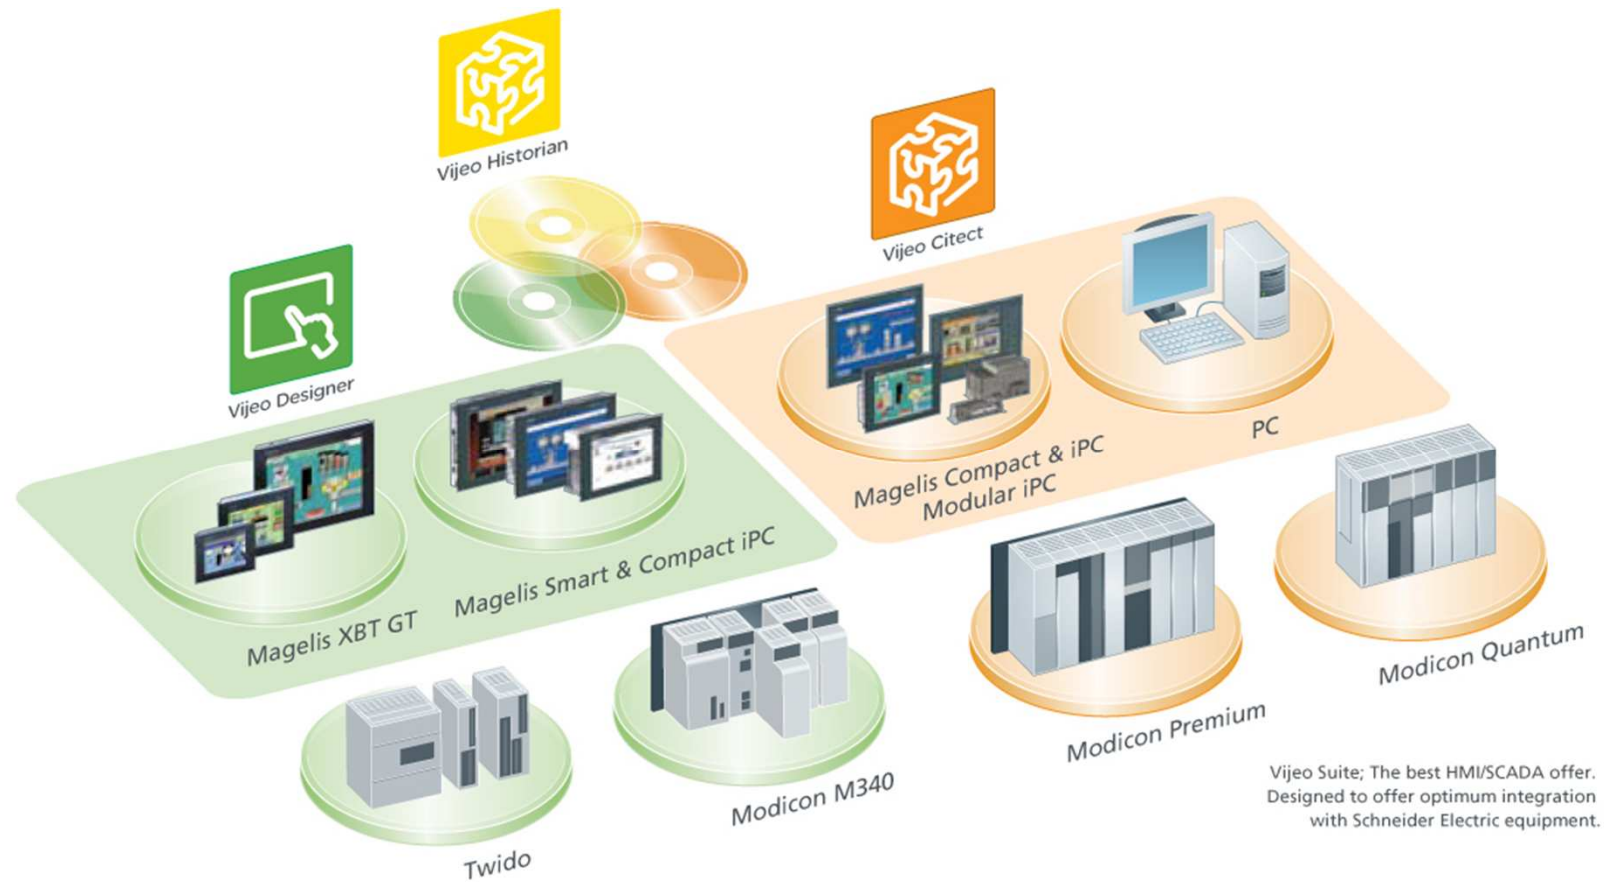 Vijeo Historian
Vijeo Citect
Vijeo Designer
PC
Magelis Compact & iPC
Modular iPC
Magelis Smart & Compact iPC
Magelis XBT GT
Modicon Quantum
Modicon Premium
Modicon M340
Twido
Vijeo Suite; The best HMI/SCADA offer.
Designed to offer optimum integration
with Schneider Electric equipment.